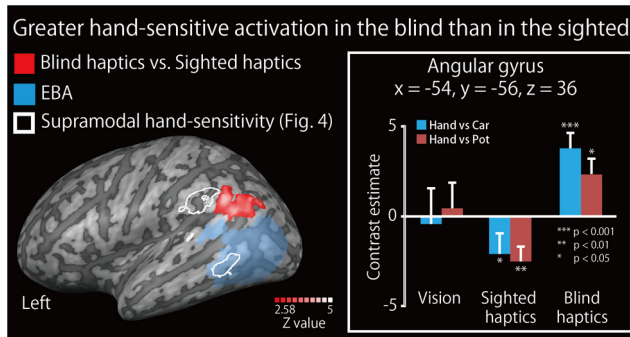 Greater hand-sensitive activation in the blind than in the sighted
Blind haptics vs. Sighted haptics
EBA
Supramodal hand-sensitivity (Fig. 4)
Left
2.58 5
Z value
Angular gyrus
x = -54, y = -56, z = 36
Contrast estimate
5
0
-5
Hand vs Car
Hand vs Pot
***
*
*
**
*** p < 0.001
** p < 0.01
* p < 0.05
Vision
Sighted
haptics
Blind
haptics